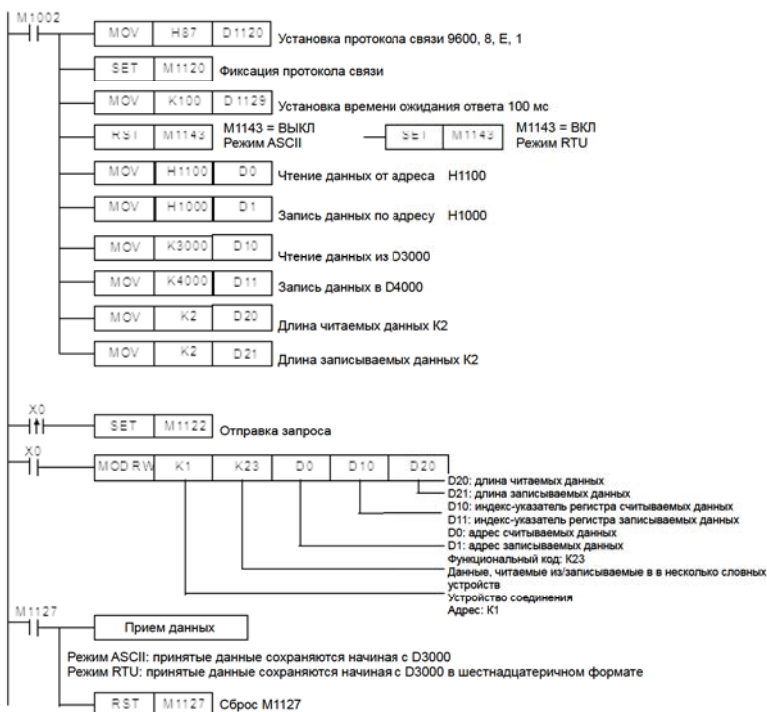 M1002
MOV H87 D1120 Установка протокола связи 9600, 8, E, 1
SET M1120 Фиксация протокола связи
MOV K100 D1129 Установка времени ожидания ответа 100 мс
RST M1143 M1143 = ВЫКЛ
Режим ASCII
SET M1143 M1143 = ВКЛ
Режим RTU
MOV H1100 D0 Чтение данных от адреса H1100
MOV H1000 D1 Запись данных по адресу H1000
MOV K3000 D10 Чтение данных из D3000
MOV K4000 D11 Запись данных в D4000
MOV K2 D20 Длина читаемых данных K2
MOV K2 D21 Длина записываемых данных K2
X0
SET M1122 Отправка запроса
X0
MODRW K1 K23 D0 D10 D20
D20: длина читаемых данных
D21: длина записываемых данных
D10: индекс-указатель регистра считываемых данных
D11: индекс-указатель регистра записываемых данных
D0: адрес считываемых данных
D1: адрес записываемых данных
Функциональный код: K23
Данные, читаемые из/записываемые в в несколько словных
устройств
Устройство соединения
Адрес: K1
M1127
Прием данных
Режим ASCII: принятые данные сохраняются начиная с D3000
Режим RTU: принятые данные сохраняются начиная с D3000 в шестнадцатеричном формате
RST M1127 Сброс M1127